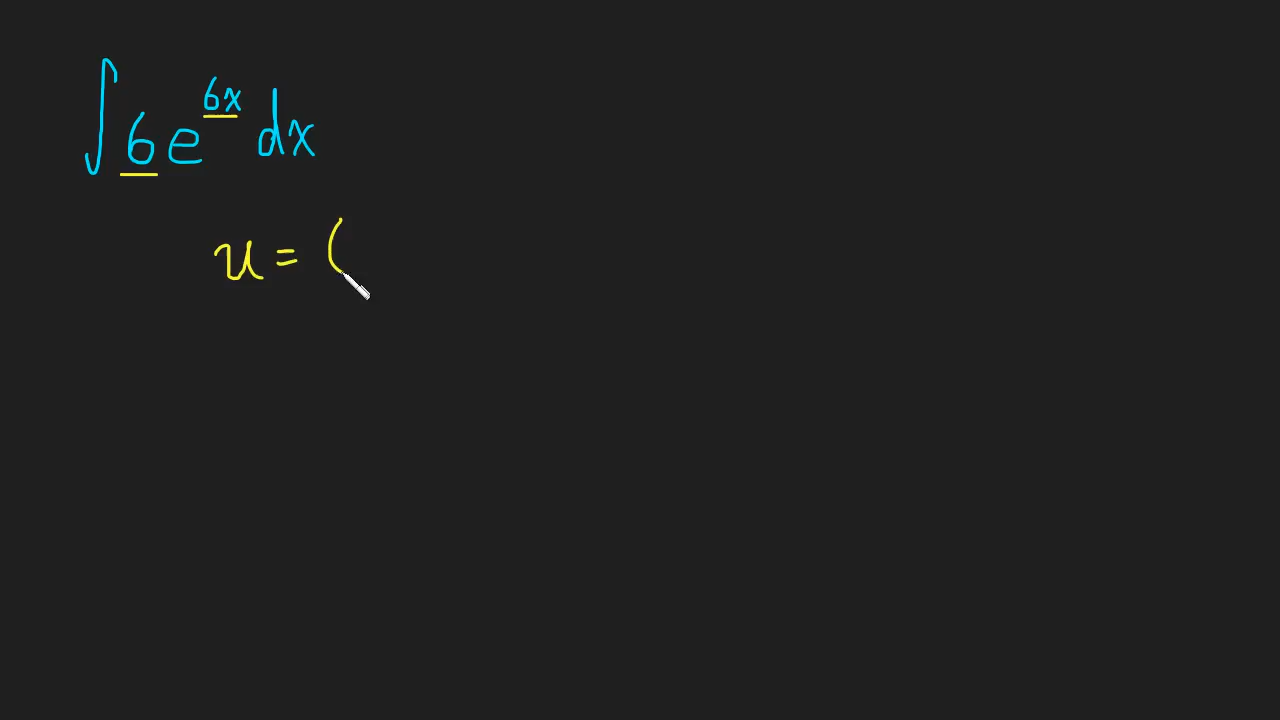 ∫ 6e^{6x} dx
u = (